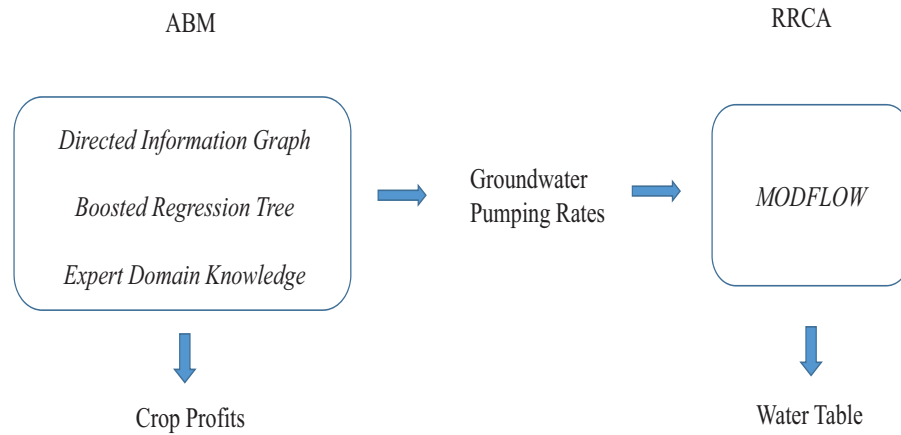 ABM
RRCA
Directed Information Graph
Boosted Regression Tree
Expert Domain Knowledge
Groundwater
Pumping Rates
MODFLOW
Crop Profits
Water Table